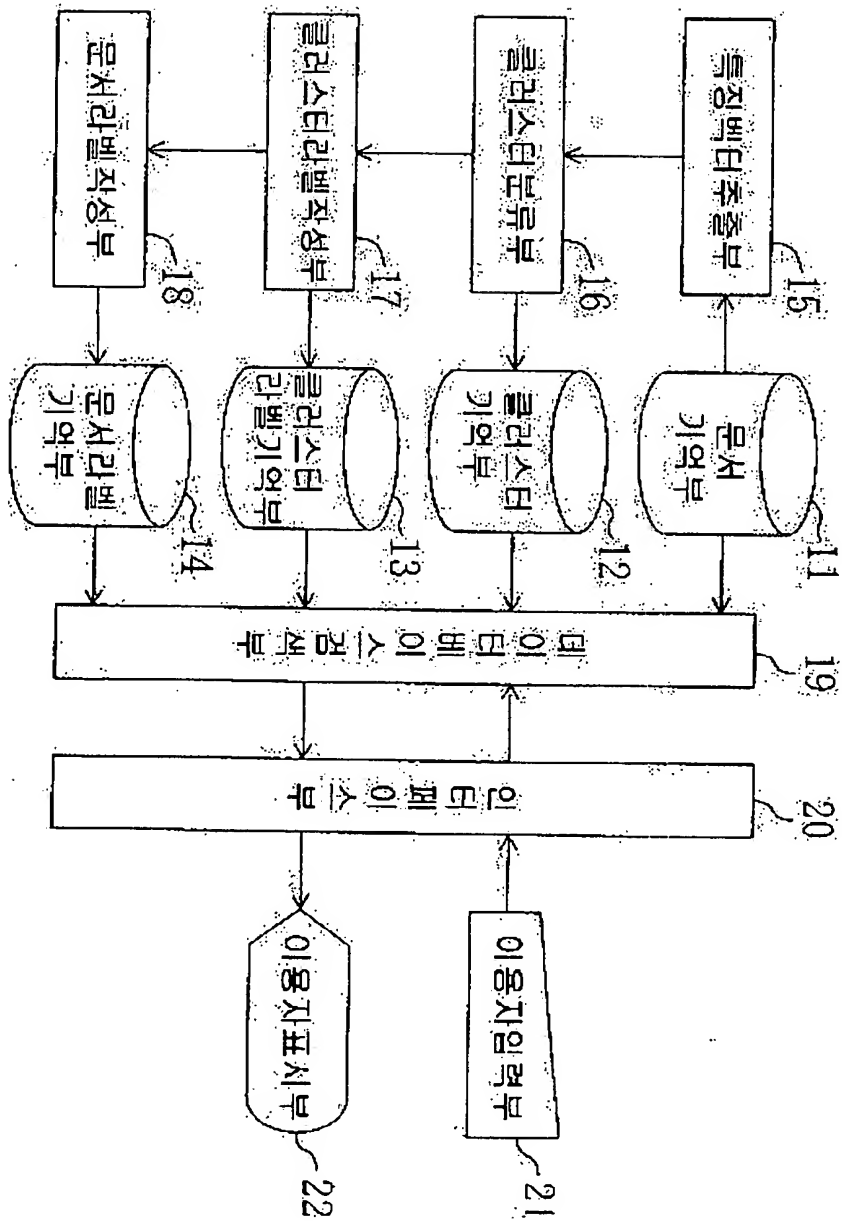 특징벡터추출부
15
클러스터분류부
16
클러스터라벨작성부
17
문서라벨작성부
18
문서
기억부
11
클러스터
기억부
12
클러스터
라벨기억부
13
문서라벨
기억부
14
데이터베이스검색부
19
인터페이스부
20
이용자입력부
21
이용자표시부
22